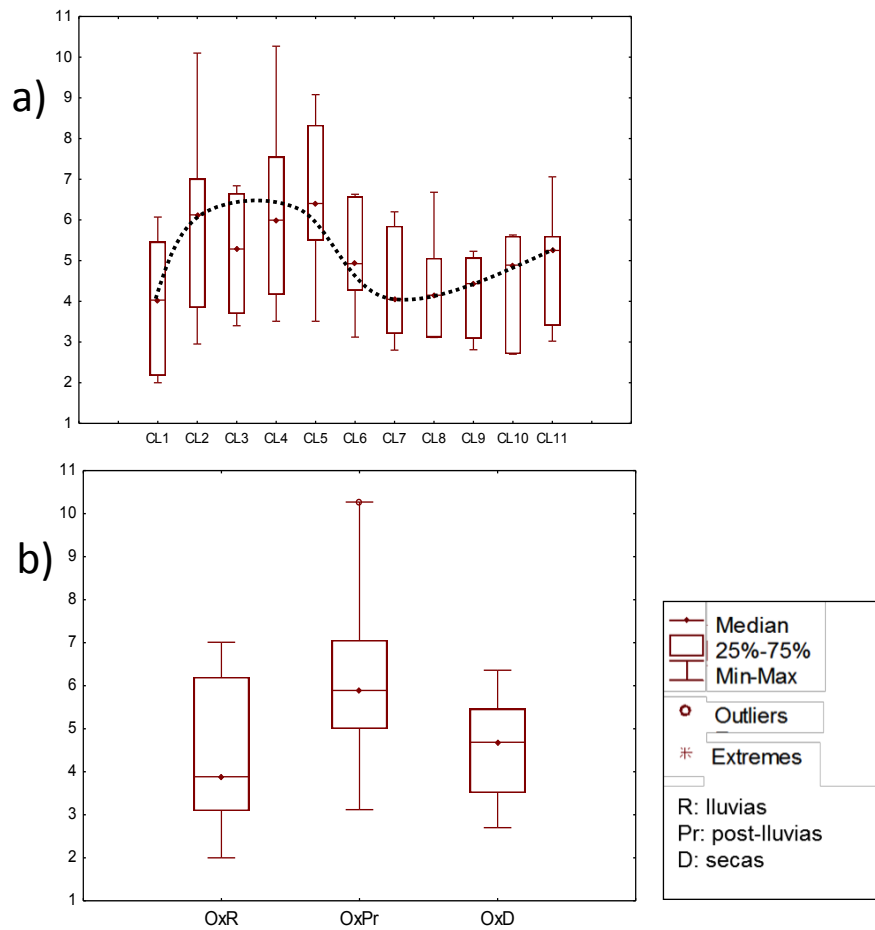 a)
11
10
9
8
7
6
5
4
3
2
1
CL1 CL2 CL3 CL4 CL5 CL6 CL7 CL8 CL9 CL10 CL11
b)
11
10
9
8
7
6
5
4
3
2
1
OxR OxPr OxD
Median
25%-75%
Min-Max
Outliers
Extremes
R: lluvias
Pr: post-lluvias
D: secas